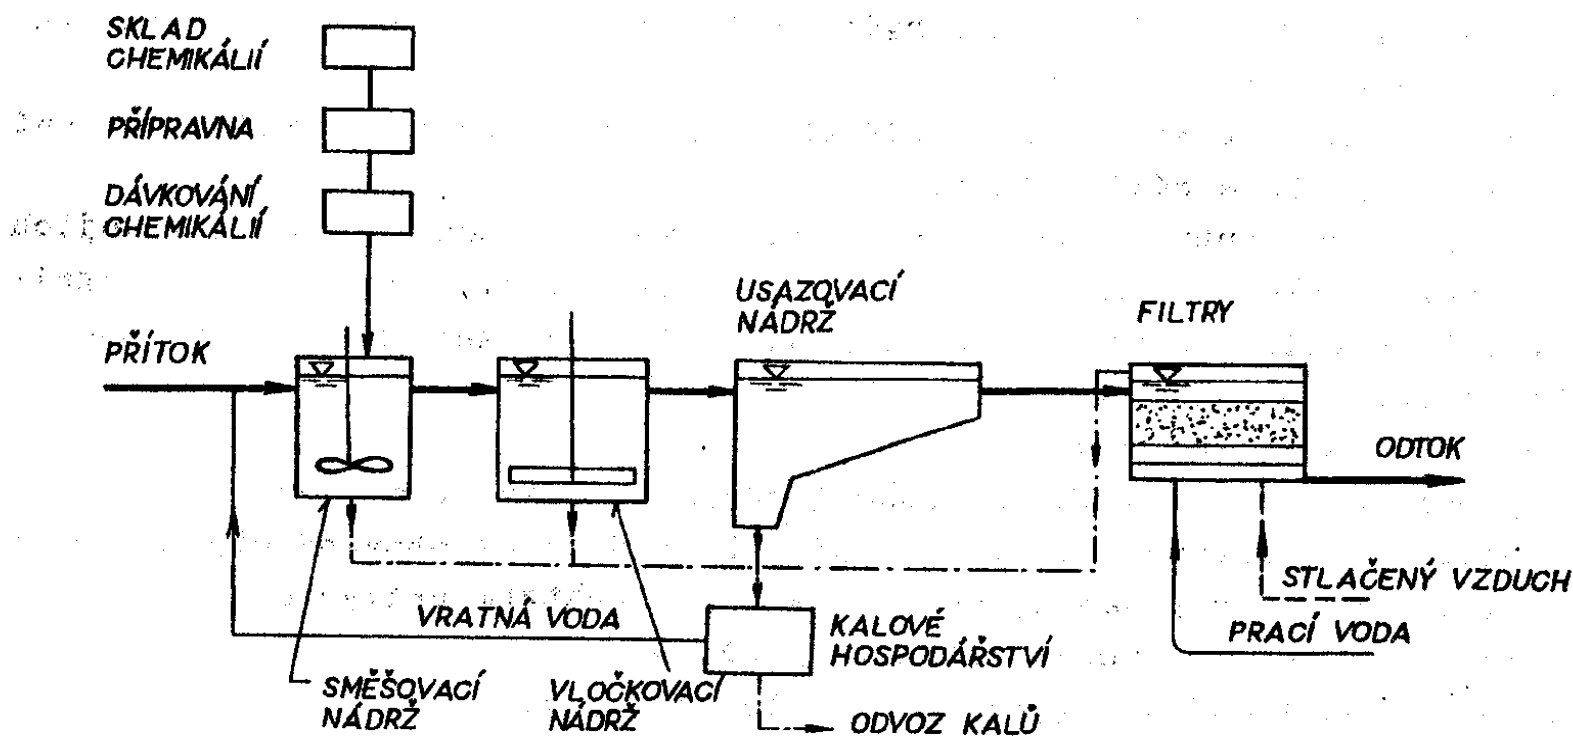 SKLAD
CHEMIKÁLIÍ
PŘÍPRAVNA
DÁVKOVÁNÍ
CHEMIKÁLIÍ
PŘÍTOK
USAZOVACÍ
NÁDRŽ
FILTRY
ODTOK
STLAČENÝ VZDUCH
PRACÍ VODA
VRATNÁ VODA
KALOVÉ
HOSPODÁŘSTVÍ
SMĚŠOVACÍ
NÁDRŽ
VLOČKOVACÍ
NÁDRŽ
ODVOZ KALŮ